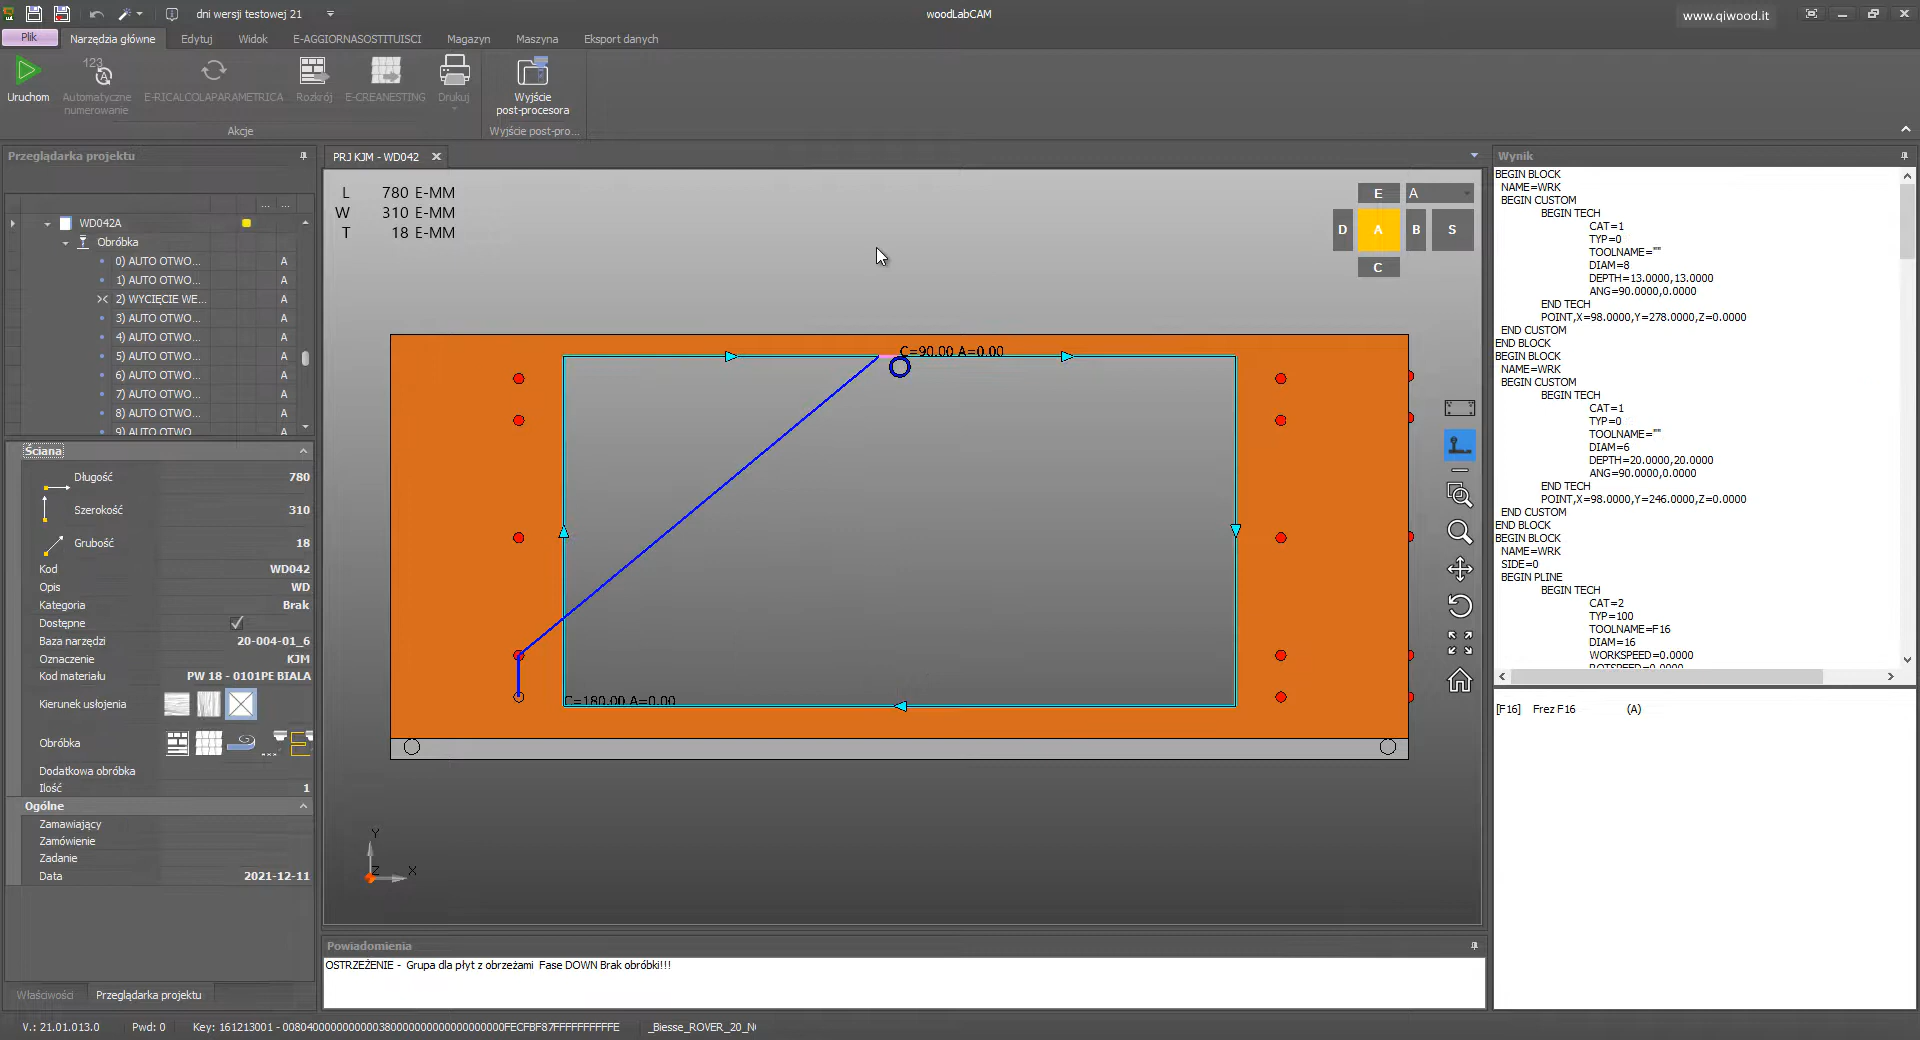 dni wersji testowej 21
woodLabCAM
www.qiwood.it
Plik
Narzędzia główne
Edytuj
Widok
E-AGGIORNASOSTITUISCI
Magazyn
Maszyna
Eksport danych
Uruchom
Automatyczne numerowanie
E-RICALCOLAPARAMETRICA
Rozkrój
E-CREANESTING
Drukuj
Wyjście post-procesora
Akcje
Wyjście post-pro...
Przeglądarka projektu
WD042A
Obróbka
0) AUTO OTWO... A
1) AUTO OTWO... A
2) WYCIĘCIE WE... A
3) AUTO OTWO... A
4) AUTO OTWO... A
5) AUTO OTWO... A
6) AUTO OTWO... A
7) AUTO OTWO... A
8) AUTO OTWO... A
9) AUTO OTWO A
Ściana
Długość 780
Szerokość 310
Grubość 18
Kod WD042
Opis WD
Kategoria Brak
Dostępne
Baza narzędzi 20-004-01_6
Oznaczenie KJM
Kod materiału PW 18 - 0101PE BIALA
Kierunek usłojenia
Obróbka
Dodatkowa obróbka
Ilość 1
Ogólne
Zamawiający
Zamówienie
Zadanie
Data 2021-12-11
Właściwości
Przeglądarka projektu
PRJ KJM - WD042
L 780 E-MM
W 310 E-MM
T 18 E-MM
E A
D A B S
C
C=90.00 A=0.00
C=180.00 A=0.00
Y
Z X
Powiadomienia
OSTRZEŻENIE - Grupa dla płyt z obrzeżami Fase DOWN Brak obróbki!!!
Wynik
BEGIN BLOCK
NAME=WRK
BEGIN CUSTOM
BEGIN TECH
CAT=1
TYP=0
TOOLNAME=""
DIAM=8
DEPTH=13.0000,13.0000
ANG=90.0000,0.0000
END TECH
POINT,X=98.0000,Y=278.0000,Z=0.0000
END CUSTOM
END BLOCK
BEGIN BLOCK
NAME=WRK
BEGIN CUSTOM
BEGIN TECH
CAT=1
TYP=0
TOOLNAME=""
DIAM=6
DEPTH=20.0000,20.0000
ANG=90.0000,0.0000
END TECH
POINT,X=98.0000,Y=246.0000,Z=0.0000
END CUSTOM
END BLOCK
BEGIN BLOCK
NAME=WRK
SIDE=0
BEGIN PLINE
BEGIN TECH
CAT=2
TYP=100
TOOLNAME=F16
DIAM=16
WORKSPEED=0.0000
[F16] Frez F16 (A)
V.: 21.01.013.0
Pwd: 0